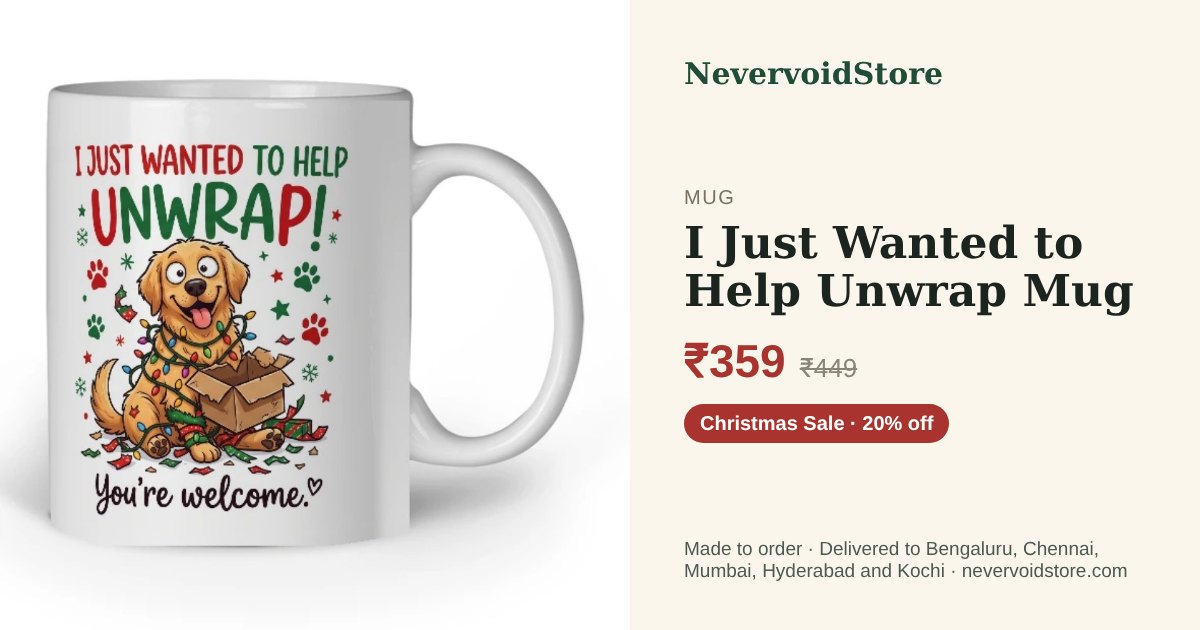 I JUST WANTED TO HELP
UNWRAP!
You're welcome.
NevervoidStore
MUG
I Just Wanted to
Help Unwrap Mug
₹359 ₹449
Christmas Sale · 20% off
Made to order · Delivered to Bengaluru, Chennai,
Mumbai, Hyderabad and Kochi · nevervoidstore.com